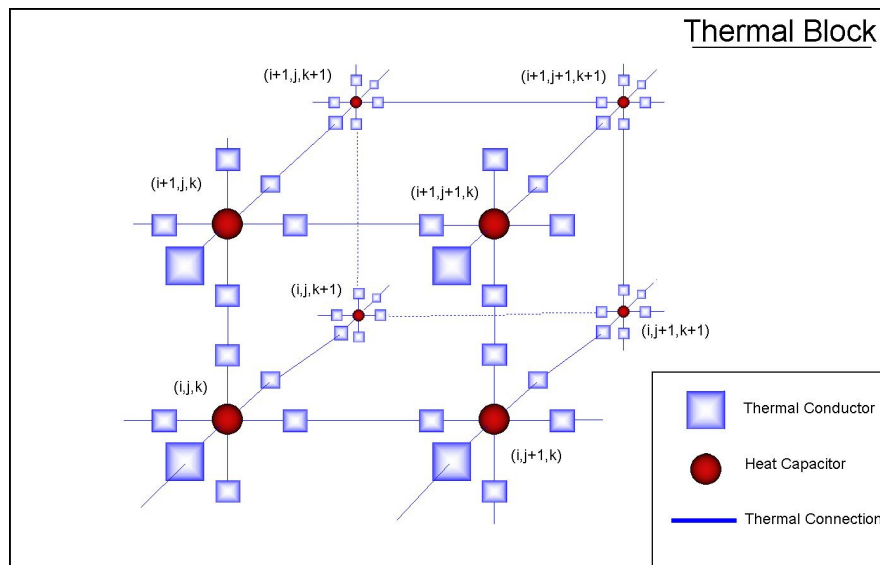 Thermal Block
(i+1,j,k+1)
(i+1,j+1,k+1)
(i+1,j,k)
(i+1,j+1,k)
(i,j,k+1)
(i,j+1,k+1)
(i,j,k)
(i,j+1,k)
Thermal Conductor
Heat Capacitor
Thermal Connection